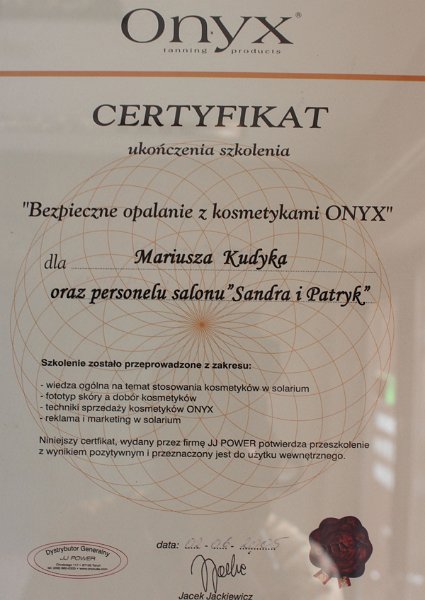 Onyx®
tanning products
CERTYFIKAT
ukończenia szkolenia
"Bezpieczne opalanie z kosmetykami ONYX"
dla Mariusza Kudyka
oraz personelu salonu "Sandra i Patryk"
Szkolenie zostało przeprowadzone z zakresu:
- wiedza ogólna na temat stosowania kosmetyków w solarium
- fototyp skóry a dobór kosmetyków
- techniki sprzedaży kosmetyków ONYX
- reklama i marketing w solarium
Niniejszy certfikat, wydany przez firmę JJ POWER potwierdza przeszkolenie
z wynikiem pozytywnym i przeznaczony jest do użytku wewnętrznego.
data:
Dystrybutor Generalny
JJ POWER
Jacek Jackiewicz